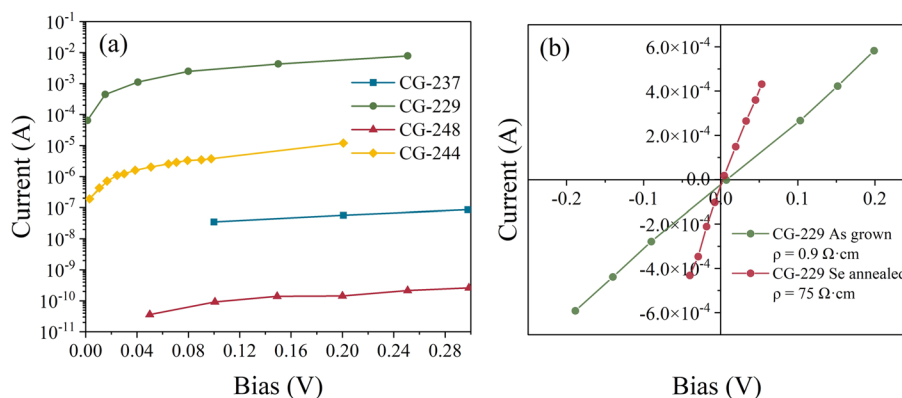 (a)
Current (A)
10⁻¹
10⁻²
10⁻³
10⁻⁴
10⁻⁵
10⁻⁶
10⁻⁷
10⁻⁸
10⁻⁹
10⁻¹⁰
10⁻¹¹
0.00 0.04 0.08 0.12 0.16 0.20 0.24 0.28
Bias (V)
CG-237
CG-229
CG-248
CG-244
(b)
Current (A)
6.0×10⁻⁴
4.0×10⁻⁴
2.0×10⁻⁴
0.0
-2.0×10⁻⁴
-4.0×10⁻⁴
-6.0×10⁻⁴
-0.2 -0.1 0.0 0.1 0.2
Bias (V)
CG-229 As grown
ρ = 0.9 Ω·cm
CG-229 Se annealed
ρ = 75 Ω·cm